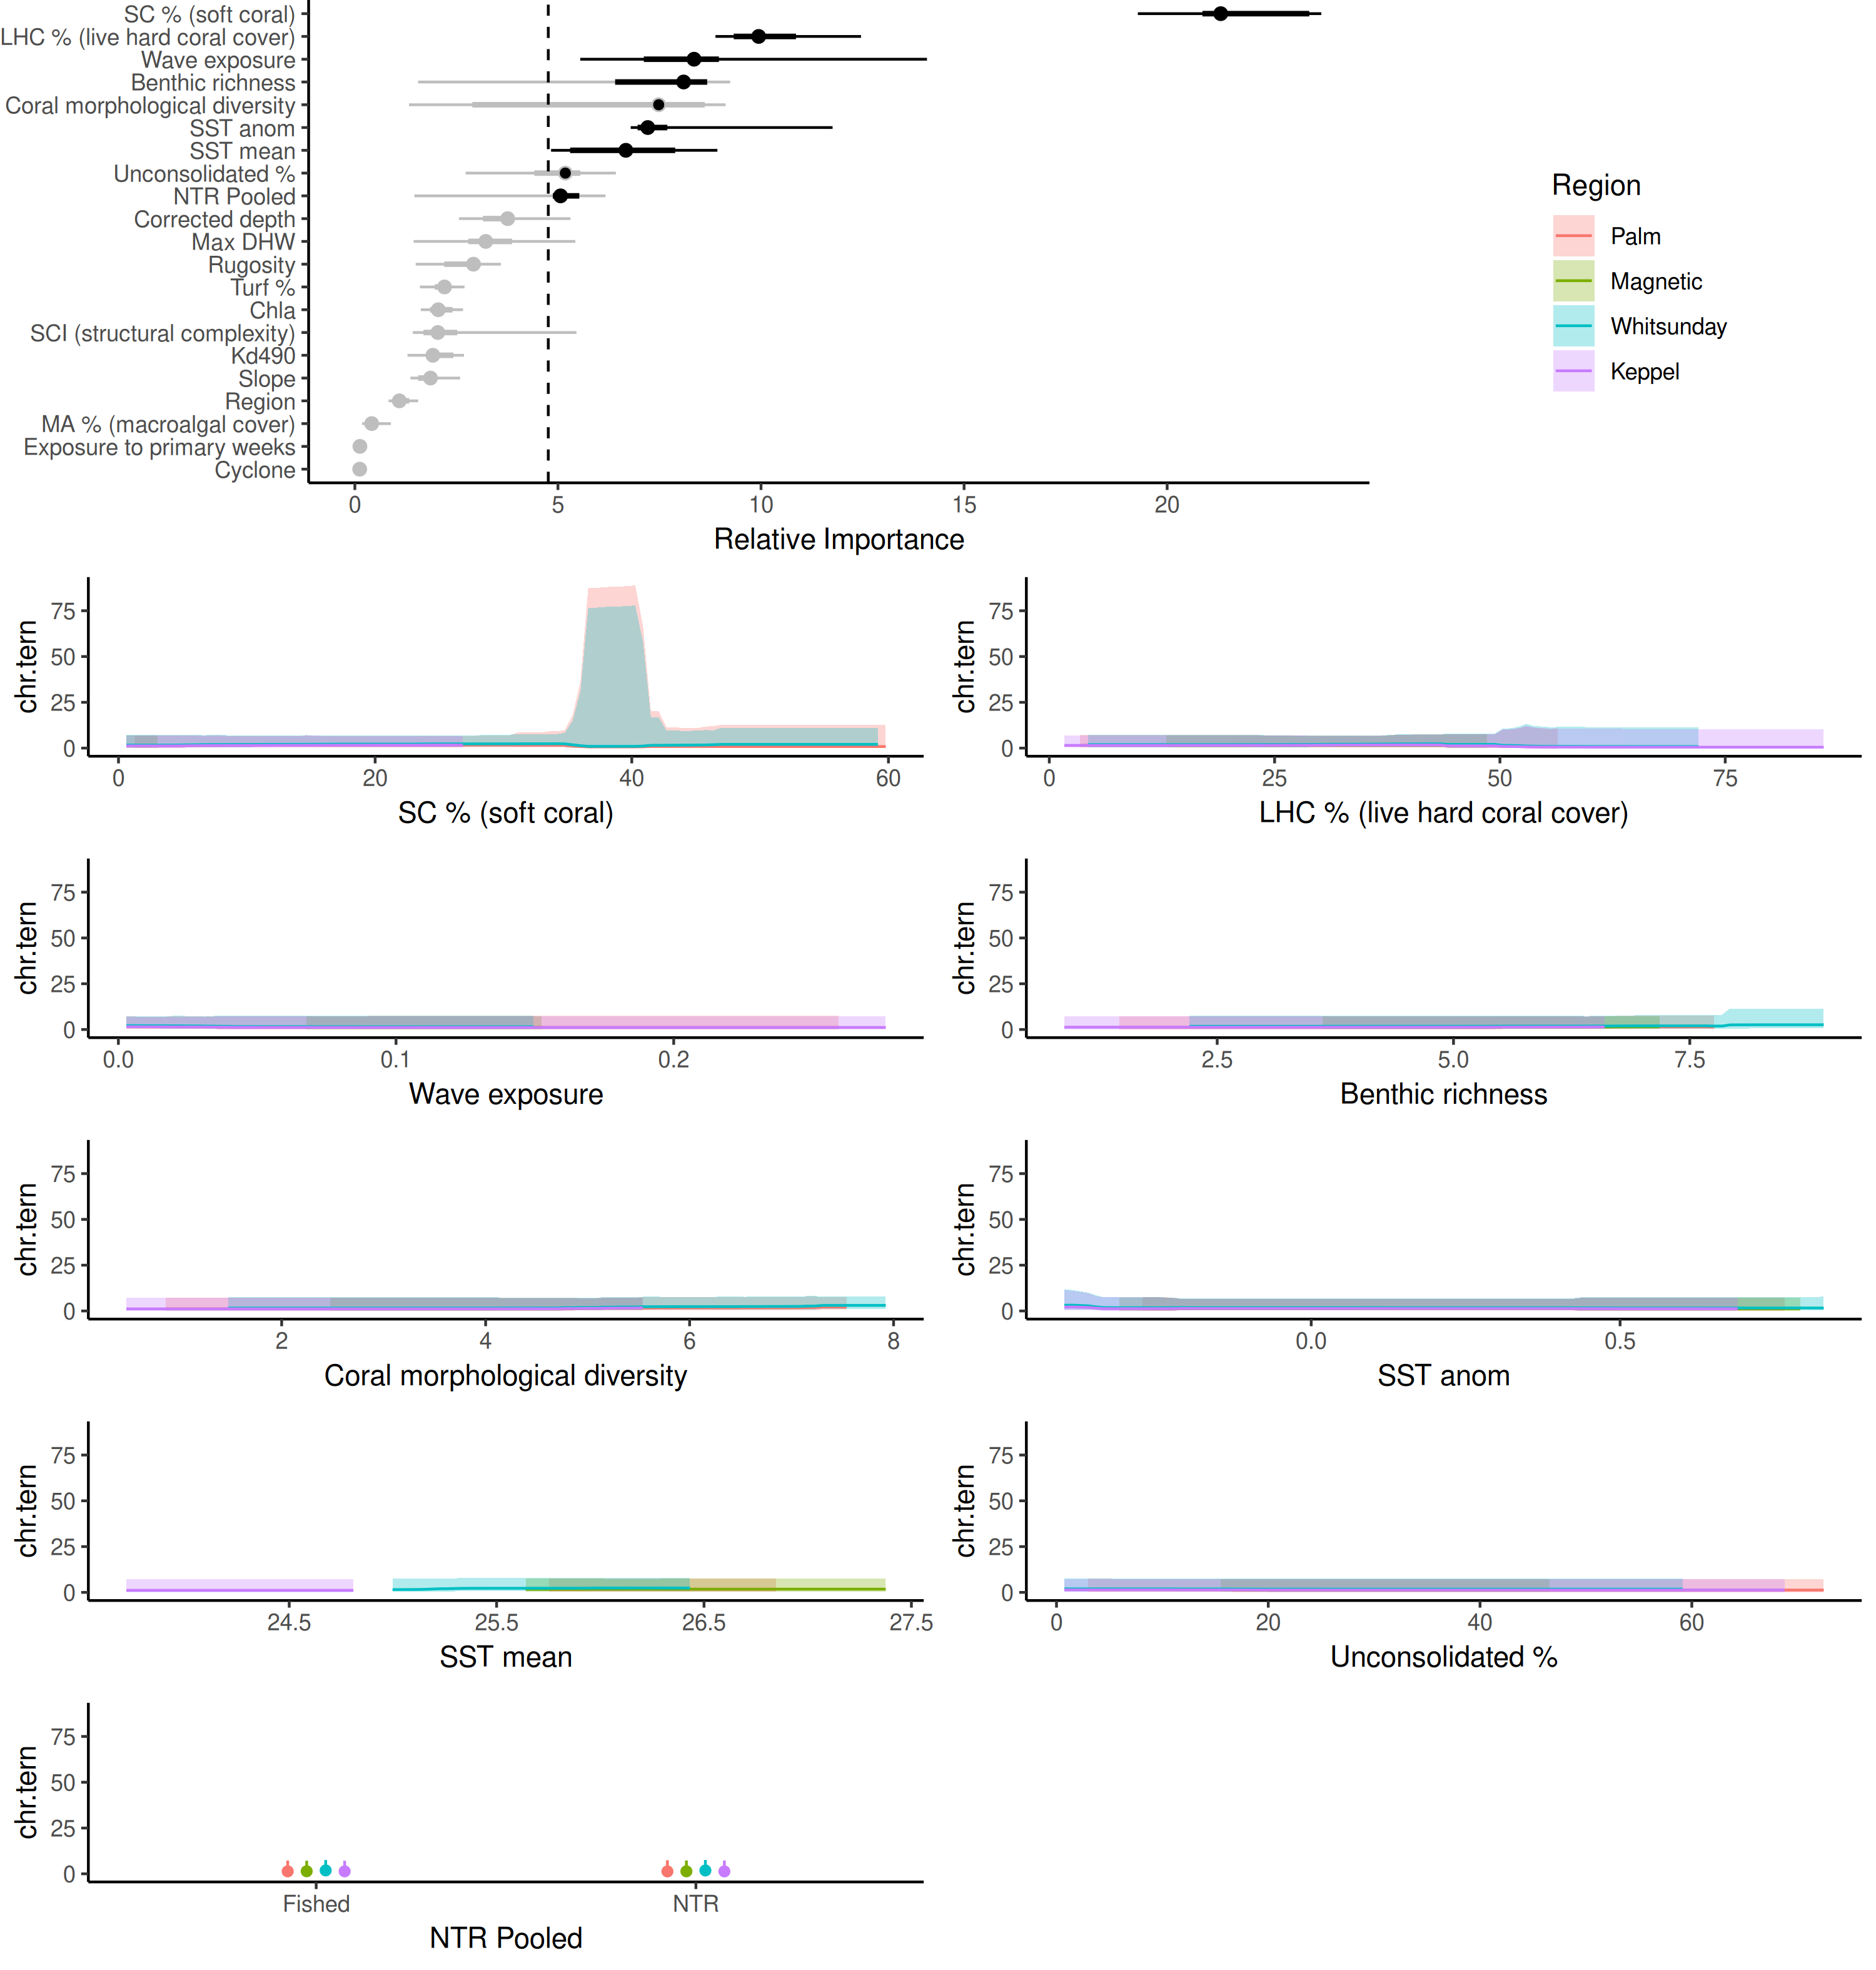 SC % (soft coral)
LHC % (live hard coral cover)
Wave exposure
Benthic richness
Coral morphological diversity
SST anom
SST mean
Unconsolidated %
NTR Pooled
Corrected depth
Max DHW
Rugosity
Turf %
Chla
SCI (structural complexity)
Kd490
Slope
Region
MA % (macroalgal cover)
Exposure to primary weeks
Cyclone
0 5 10 15 20
Relative Importance
Region
Palm
Magnetic
Whitsunday
Keppel
chr.tern
75
50
25
0
0 20 40 60
SC % (soft coral)
chr.tern
75
50
25
0
0 25 50 75
LHC % (live hard coral cover)
chr.tern
75
50
25
0
0.0 0.1 0.2
Wave exposure
chr.tern
75
50
25
0
2.5 5.0 7.5
Benthic richness
chr.tern
75
50
25
0
2 4 6 8
Coral morphological diversity
chr.tern
75
50
25
0
0.0 0.5
SST anom
chr.tern
75
50
25
0
24.5 25.5 26.5 27.5
SST mean
chr.tern
75
50
25
0
0 20 40 60
Unconsolidated %
chr.tern
75
50
25
0
Fished NTR
NTR Pooled